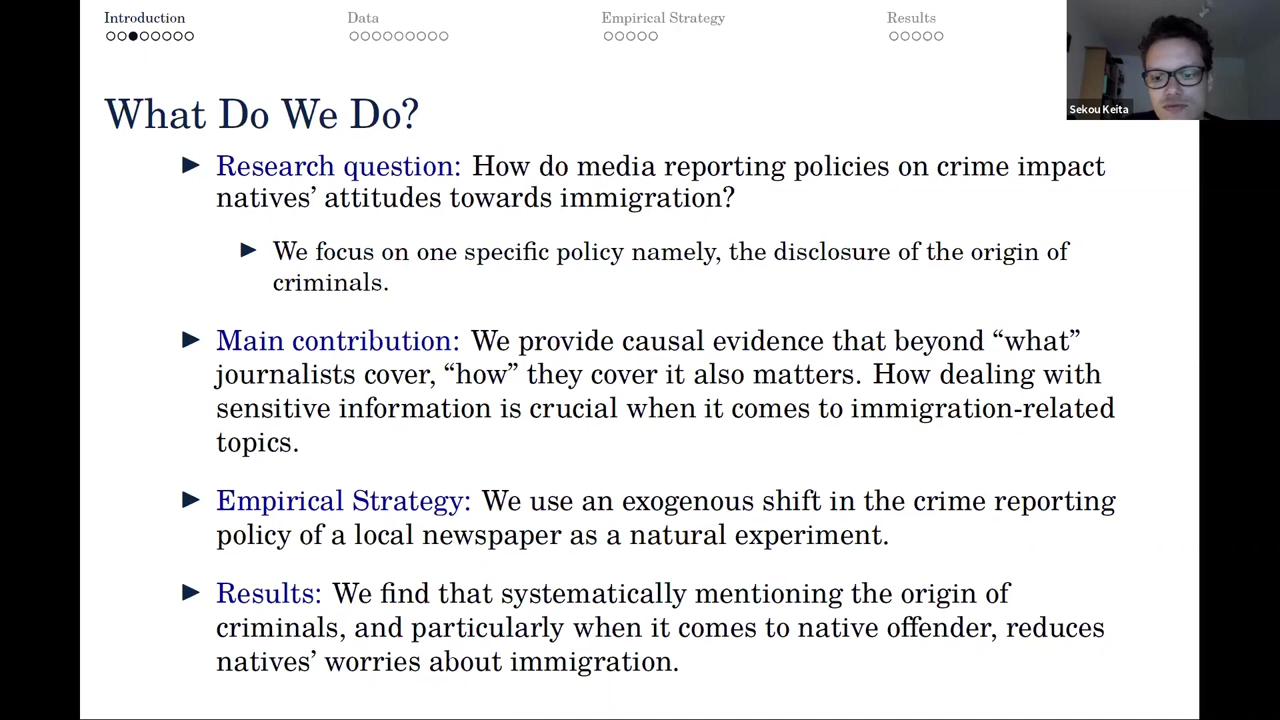 Introduction Data Empirical Strategy Results
Sekou Keita
What Do We Do?
Research question: How do media reporting policies on crime impact
natives’ attitudes towards immigration?
We focus on one specific policy namely, the disclosure of the origin of
criminals.
Main contribution: We provide causal evidence that beyond “what”
journalists cover, “how” they cover it also matters. How dealing with
sensitive information is crucial when it comes to immigration-related
topics.
Empirical Strategy: We use an exogenous shift in the crime reporting
policy of a local newspaper as a natural experiment.
Results: We find that systematically mentioning the origin of
criminals, and particularly when it comes to native offender, reduces
natives’ worries about immigration.